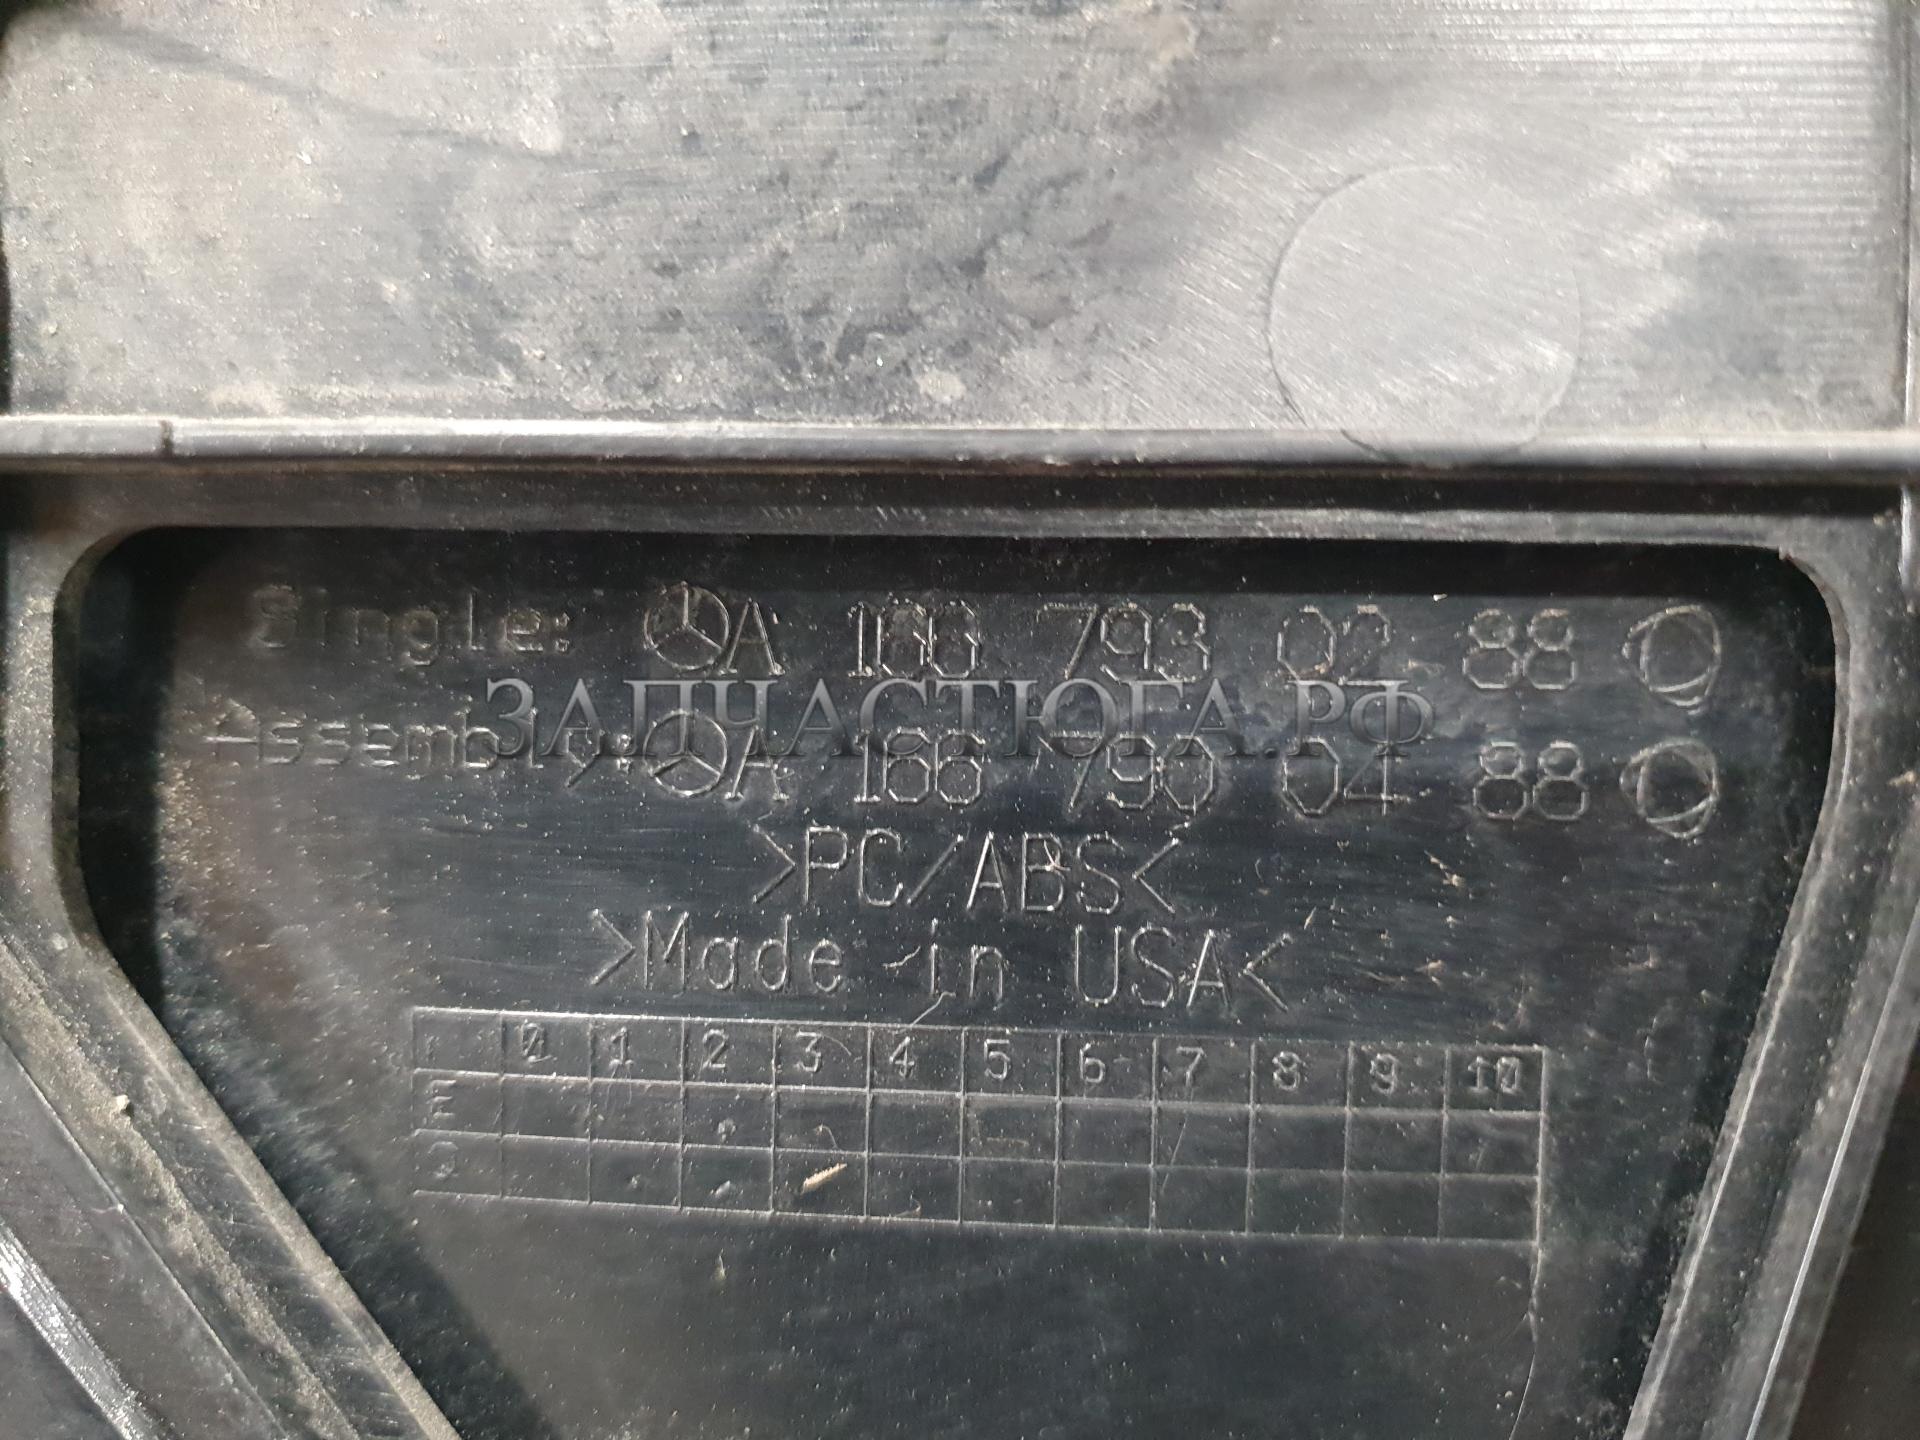 Single: A 166 793 02 88
ЗАПЧАСТЮГА.РФ
Assembly: A 166 790 04 88
>PC/ABS<
>Made in USA<
0 1 2 3 4 5 6 7 8 9 10